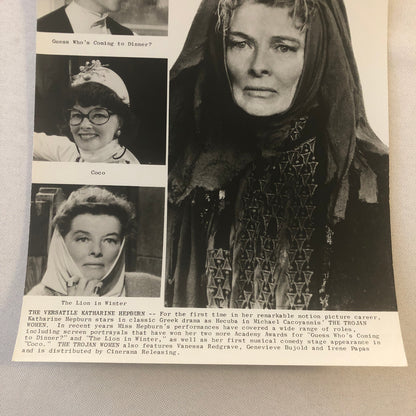 Guess Who's Coming to Dinner?
Coco
The Lion in Winter
THE VERSATILE KATHARINE HEPBURN -- For the first time in her remarkable motion picture career,
Katharine Hepburn stars in classic Greek drama as Hecuba in Michael Cacoyannis' THE TROJAN
WOMEN. In recent years Miss Hepburn's performances have covered a wide range of roles,
including screen portrayals that have won her two more Academy Awards for "Guess Who's Coming
to Dinner?" and "The Lion in Winter," as well as her first musical comedy stage appearance in
"Coco." THE TROJAN WOMEN also features Vanessa Redgrave, Genevieve Bujold and Irene Papas
and is distributed by Cinerama Releasing.